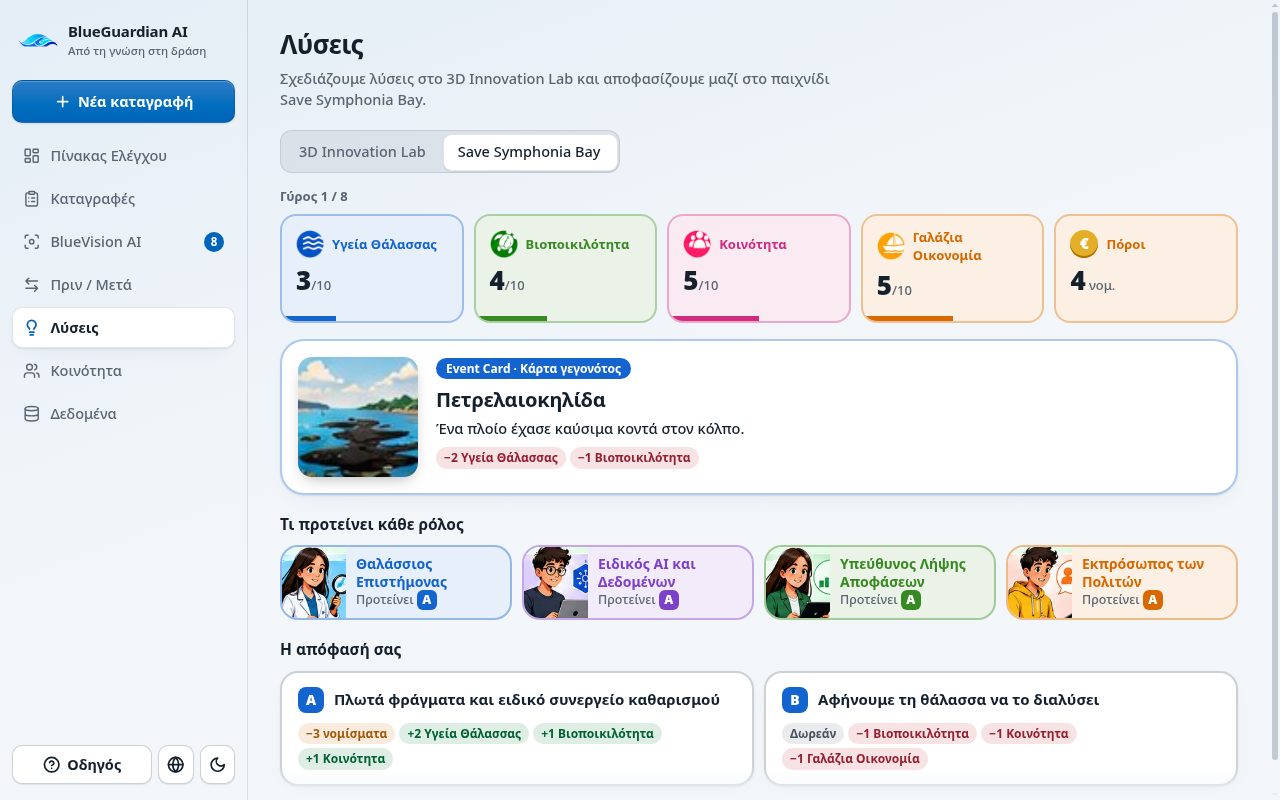 BlueGuardian AI
Από τη γνώση στη δράση
Νέα καταγραφή
Πίνακας Ελέγχου
Καταγραφές
BlueVision AI
8
Πριν / Μετά
Λύσεις
Κοινότητα
Δεδομένα
Οδηγός
Λύσεις
Σχεδιάζουμε λύσεις στο 3D Innovation Lab και αποφασίζουμε μαζί στο παιχνίδι
Save Symphonia Bay.
3D Innovation Lab
Save Symphonia Bay
Γύρος 1 / 8
Υγεία Θάλασσας
3/10
Βιοποικιλότητα
4/10
Κοινότητα
5/10
Γαλάζια
Οικονομία
5/10
€
Πόροι
4 νομ.
Event Card · Κάρτα γεγονότος
Πετρελαιοκηλίδα
Ένα πλοίο έχασε καύσιμα κοντά στον κόλπο.
−2 Υγεία Θάλασσας
−1 Βιοποικιλότητα
Τι προτείνει κάθε ρόλος
Θαλάσσιος
Επιστήμονας
Προτείνει A
Ειδικός AI και
Δεδομένων
Προτείνει A
Υπεύθυνος Λήψης
Αποφάσεων
Προτείνει A
Εκπρόσωπος των
Πολιτών
Προτείνει A
Η απόφασή σας
A Πλωτά φράγματα και ειδικό συνεργείο καθαρισμού
−3 νομίσματα
+2 Υγεία Θάλασσας
+1 Βιοποικιλότητα
+1 Κοινότητα
B Αφήνουμε τη θάλασσα να το διαλύσει
Δωρεάν
−1 Βιοποικιλότητα
−1 Κοινότητα
−1 Γαλάζια Οικονομία